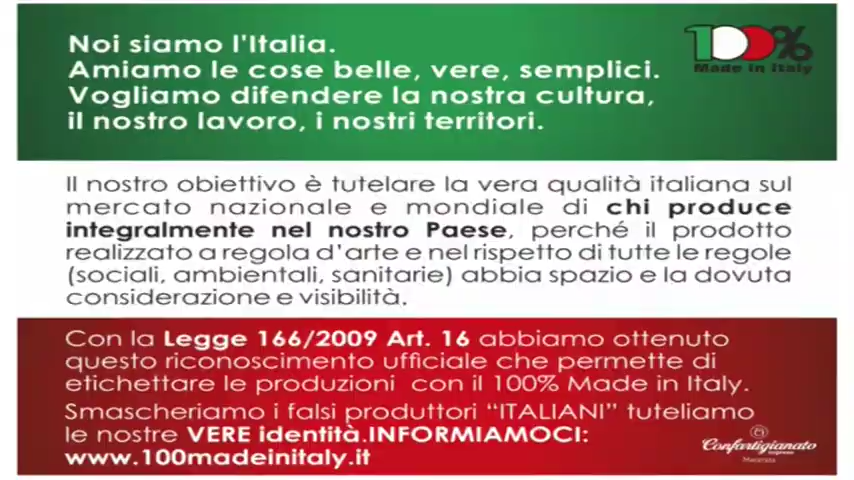 Noi siamo l'Italia.
Amiamo le cose belle, vere, semplici.
Vogliamo difendere la nostra cultura,
il nostro lavoro, i nostri territori.
100%
Made in Italy
Il nostro obiettivo è tutelare la vera qualità italiana sul
mercato nazionale e mondiale di chi produce
integralmente nel nostro Paese, perché il prodotto
realizzato a regola d'arte e nel rispetto di tutte le regole
(sociali, ambientali, sanitarie) abbia spazio e la dovuta
considerazione e visibilità.
Con la Legge 166/2009 Art. 16 abbiamo ottenuto
questo riconoscimento ufficiale che permette di
etichettare le produzioni con il 100% Made in Italy.
Smascheriamo i falsi produttori “ITALIANI” tuteliamo
le nostre VERE identità.INFORMIAMOCI:
www.100madeinitaly.it
Confartigianato
Imprese
Macerata